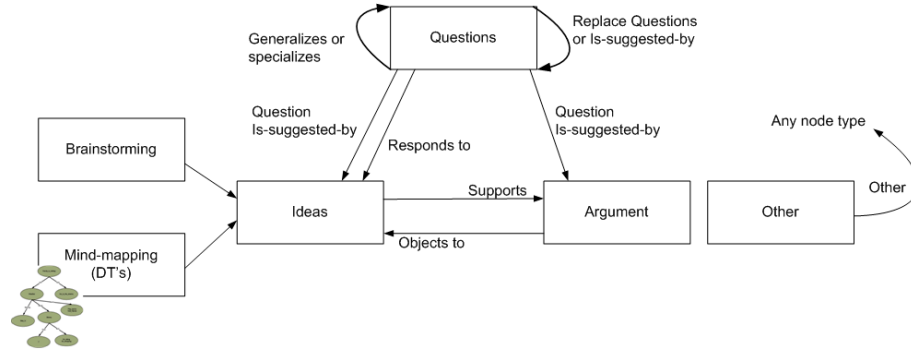 Generalizes or
specializes
Questions
Replace Questions
or Is-suggested-by
Question
Is-suggested-by
Responds to
Question
Is-suggested-by
Any node type
Brainstorming
Ideas
Supports
Argument
Other
Other
Objects to
Mind-mapping
(DT's)